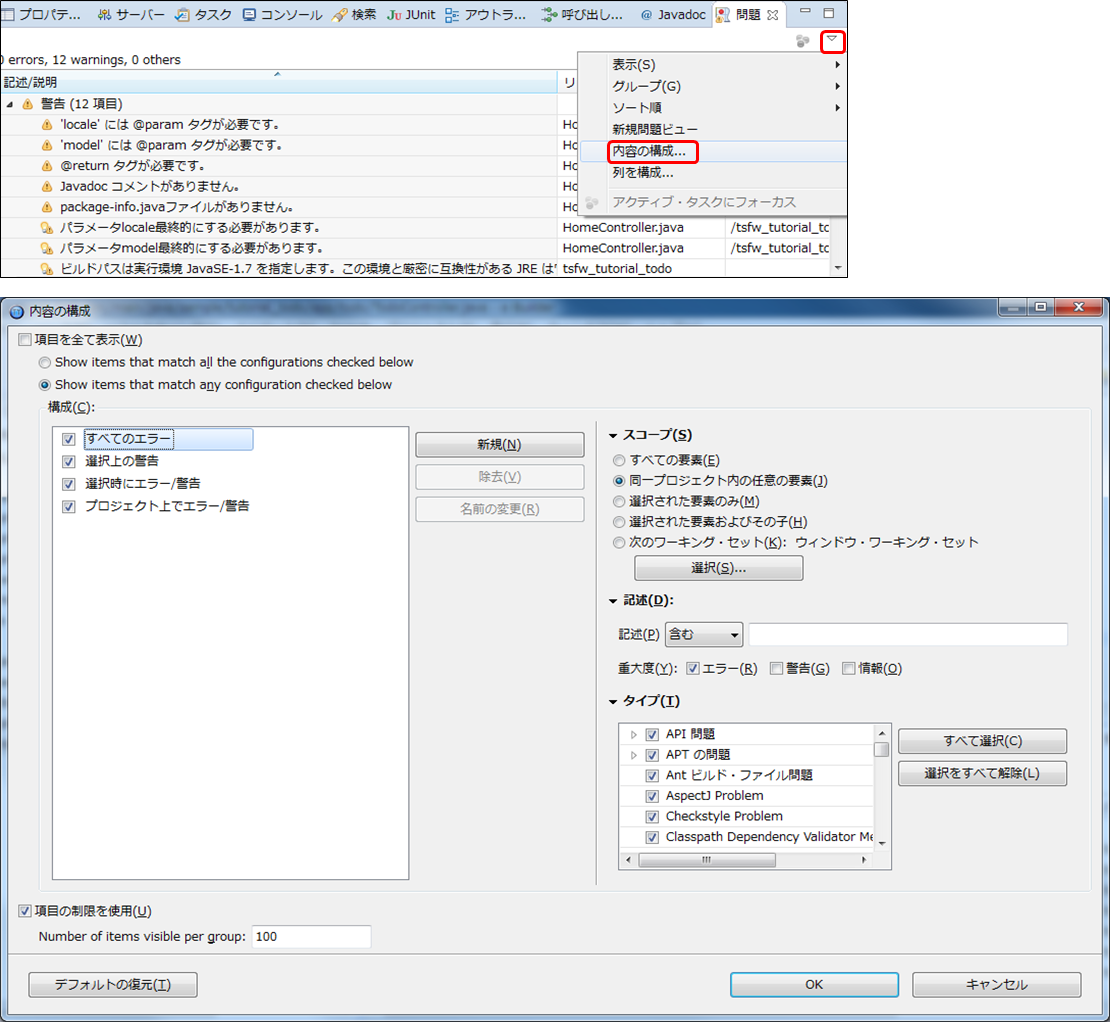 プロパティ... サーバー タスク コンソール 検索 JUnit アウトラ... 呼び出し... @ Javadoc 問題
0 errors, 12 warnings, 0 others
記述/説明 リ
警告 (12 項目)
'locale' には @param タグが必要です。 Ho
'model' には @param タグが必要です。 Ho
@return タグが必要です。 Ho
Javadoc コメントがありません。 Ho
package-info.javaファイルがありません。 Ho
パラメータlocale最終的にする必要があります。 HomeController.java /tsfw_tutorial_to
パラメータmodel最終的にする必要があります。 HomeController.java /tsfw_tutorial_to
ビルドパスは実行環境 JavaSE-1.7 を指定します。この環境と厳密に互換性がある JRE は tsfw_tutorial_todo
表示(S)
グループ(G)
ソート順
新規問題ビュー
内容の構成...
列を構成...
アクティブ・タスクにフォーカス
内容の構成
項目を全て表示(W)
Show items that match all the configurations checked below
Show items that match any configuration checked below
構成(C):
すべてのエラー
選択上の警告
選択時にエラー/警告
プロジェクト上でエラー/警告
新規(N)
除去(V)
名前の変更(R)
スコープ(S)
すべての要素(E)
同一プロジェクト内の任意の要素(J)
選択された要素のみ(M)
選択された要素およびその子(H)
次のワーキング・セット(K): ウィンドウ・ワーキング・セット
選択(S)...
記述(D):
記述(P) 含む
重大度(Y): エラー(R) 警告(G) 情報(O)
タイプ(T)
API 問題
APT の問題
Ant ビルド・ファイル問題
AspectJ Problem
Checkstyle Problem
Classpath Dependency Validator Me
すべて選択(C)
選択をすべて解除(L)
項目の制限を使用(U)
Number of items visible per group: 100
デフォルトの復元(T) OK キャンセル